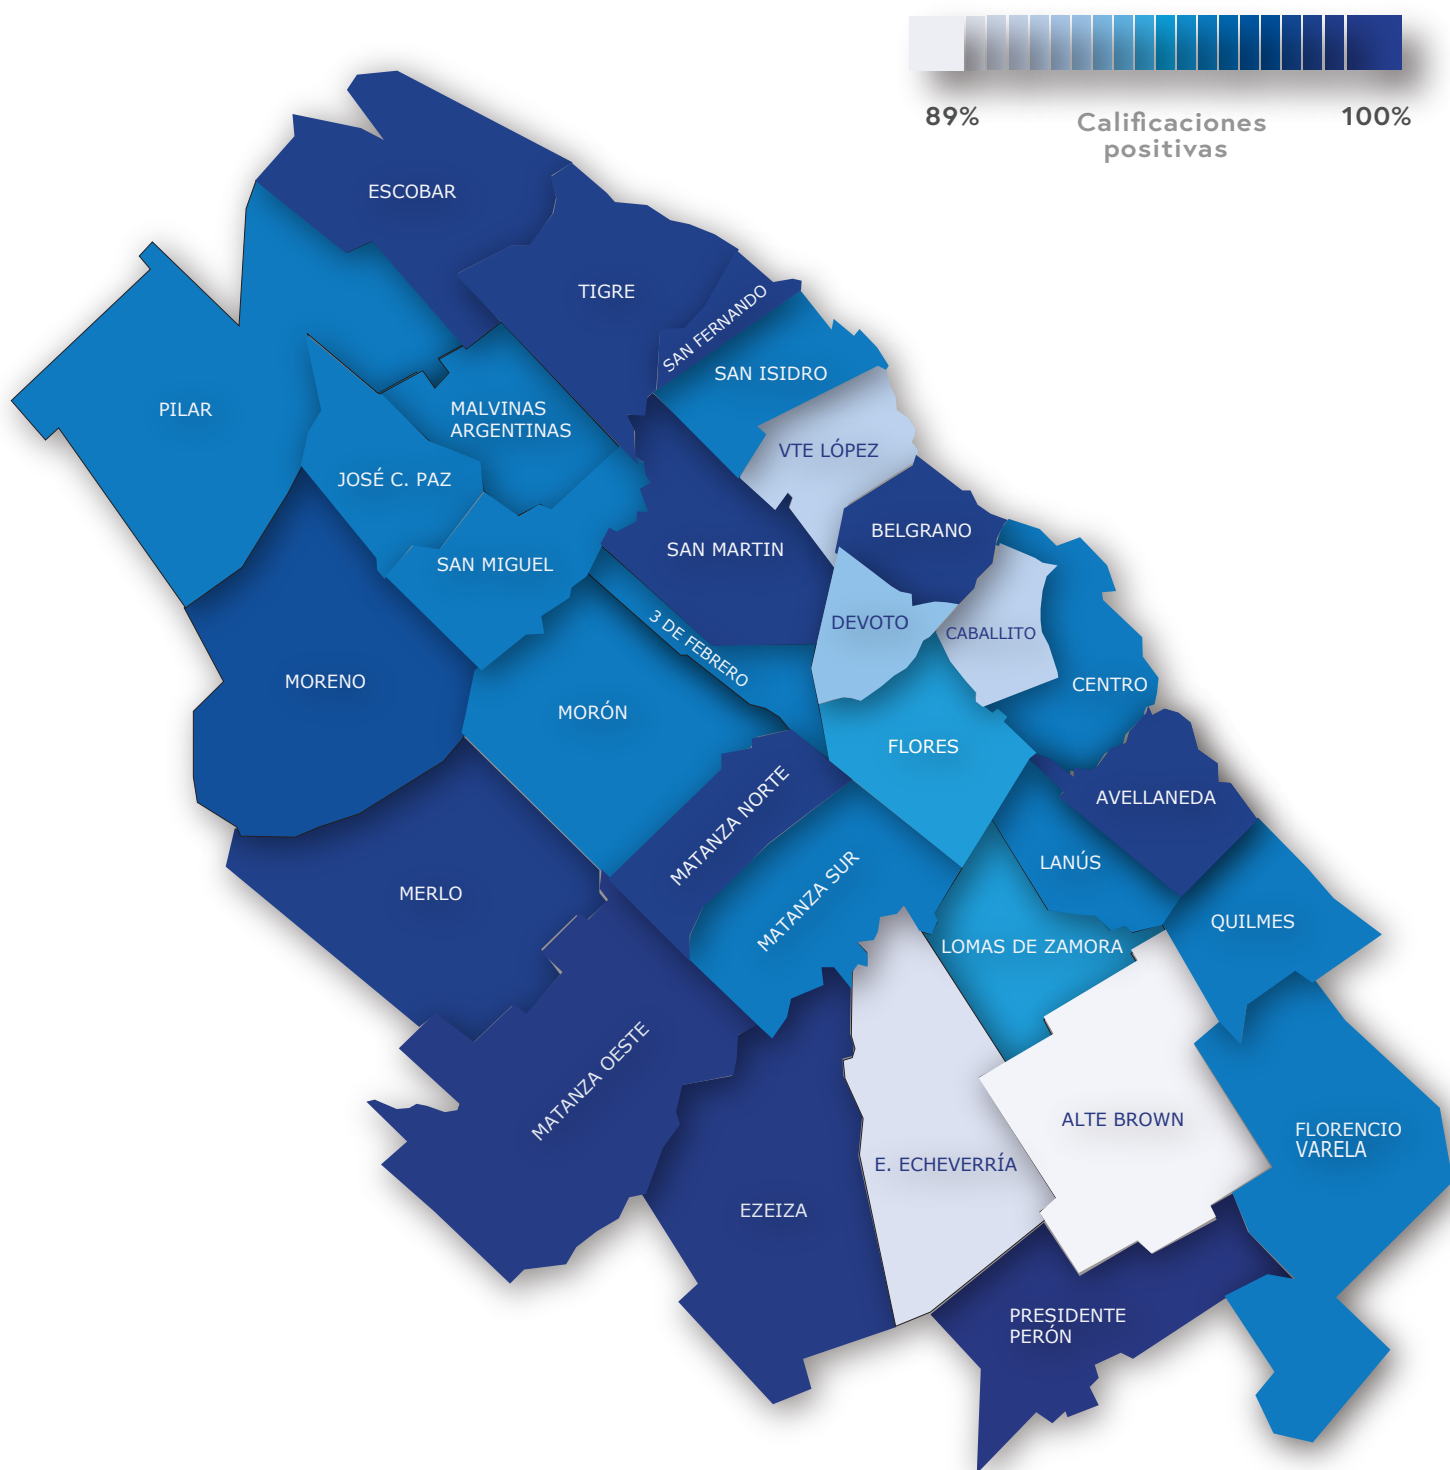 89%
100%
Calificaciones
positivas
ESCOBAR
TIGRE
SAN FERNANDO
SAN ISIDRO
PILAR
MALVINAS
ARGENTINAS
VTE LÓPEZ
JOSÉ C. PAZ
BELGRANO
SAN MARTIN
SAN MIGUEL
DEVOTO
CABALLITO
3 DE FEBRERO
MORENO
CENTRO
MORÓN
FLORES
AVELLANEDA
MATANZA NORTE
LANÚS
MERLO
MATANZA SUR
QUILMES
LOMAS DE ZAMORA
MATANZA OESTE
ALTE BROWN
FLORENCIO
VARELA
E. ECHEVERRÍA
EZEIZA
PRESIDENTE
PERÓN